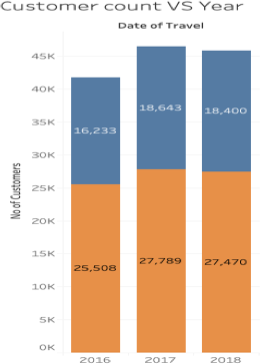 Customer count VS Year
Date of Travel
No of Customers
45K
40K
35K
30K
25K
20K
15K
10K
5K
0K
16,233
18,643
18,400
25,508
27,789
27,470
2016
2017
2018